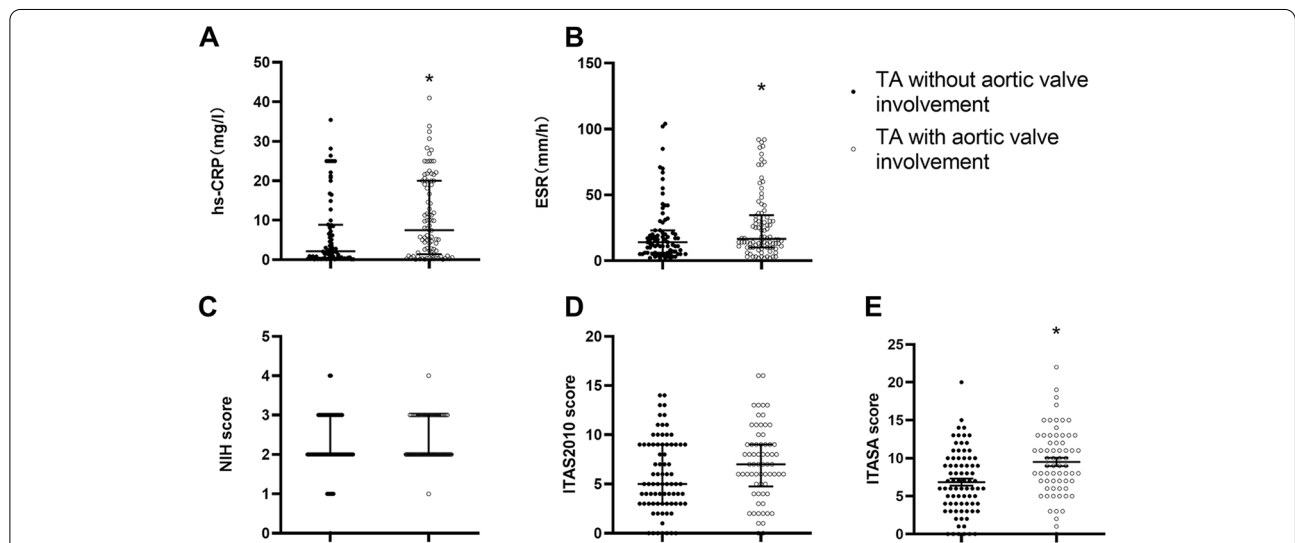 A
B
50
40
30
20
10
0
hs-CRP（mg/l）
*
150
100
50
0
ESR（mm/h）
*
TA without aortic valve
involvement
TA with aortic valve
involvement
C
D
E
5
4
3
2
1
0
NIH score
20
15
10
5
0
ITAS2010 score
25
20
15
10
5
0
ITASA score
*